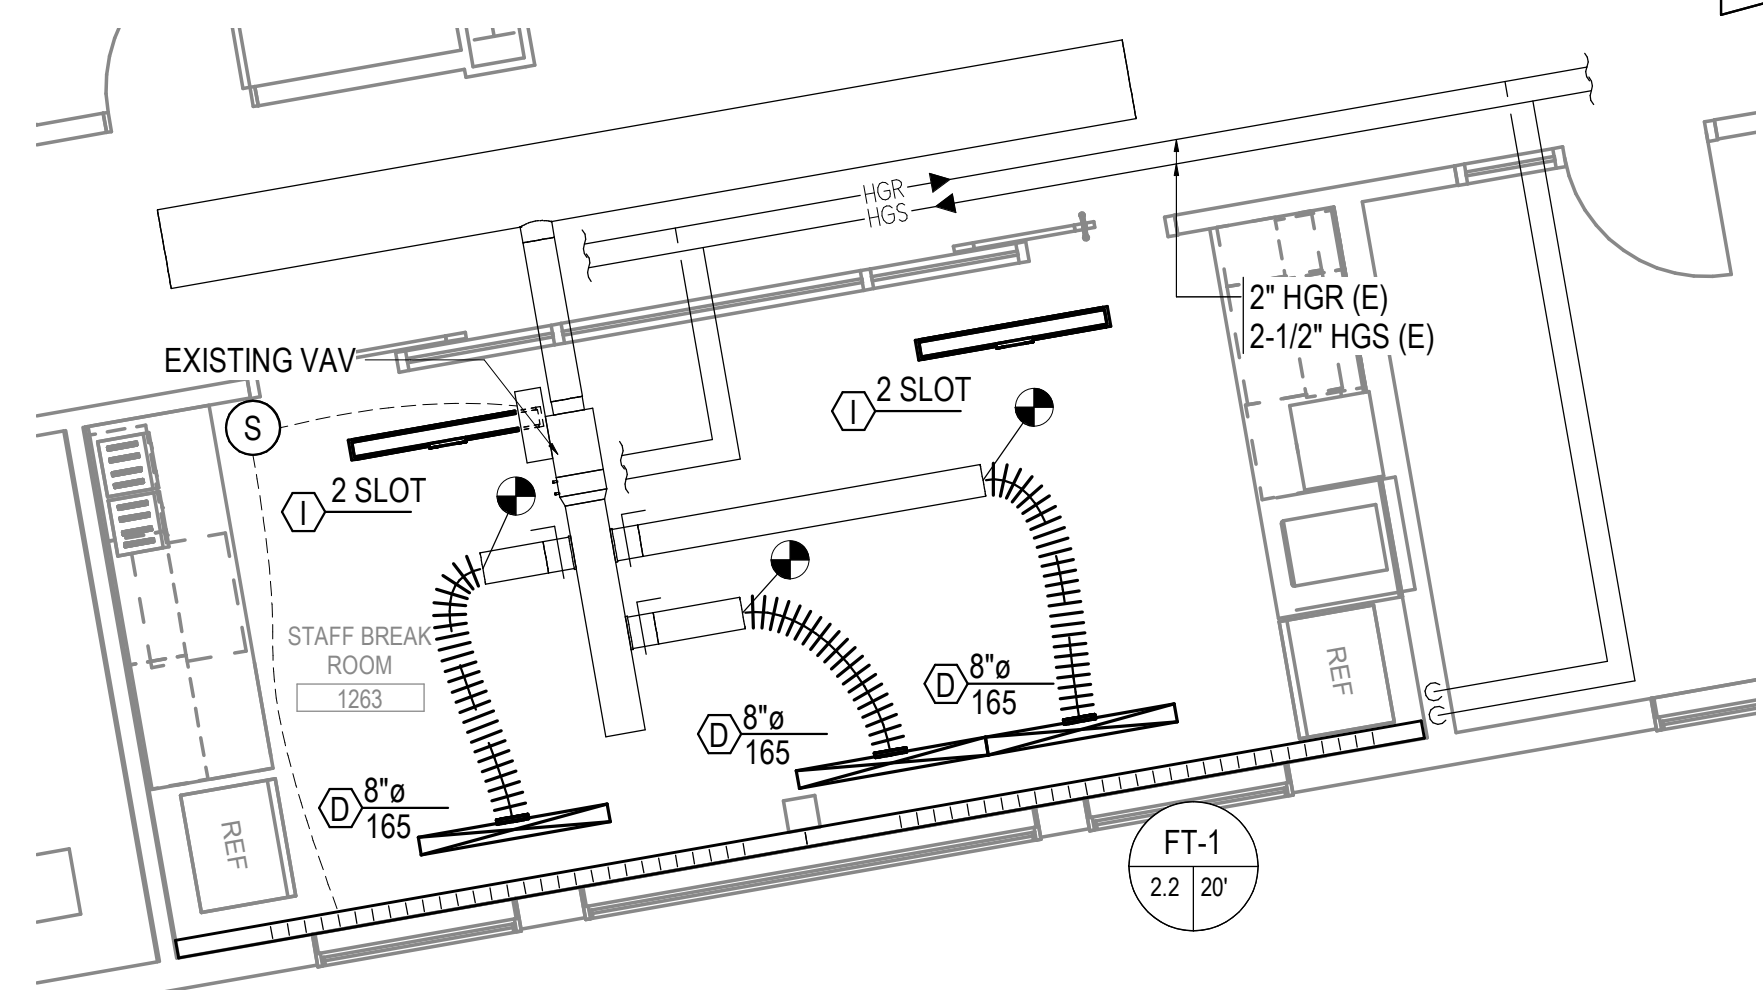 HGR
HGS
2" HGR (E)
2-1/2" HGS (E)
EXISTING VAV
S
I 2 SLOT
I 2 SLOT
STAFF BREAK
ROOM
1263
REF
D 8"ø
165
D 8"ø
165
D 8"ø
165
REF
FT-1
2.2 20'